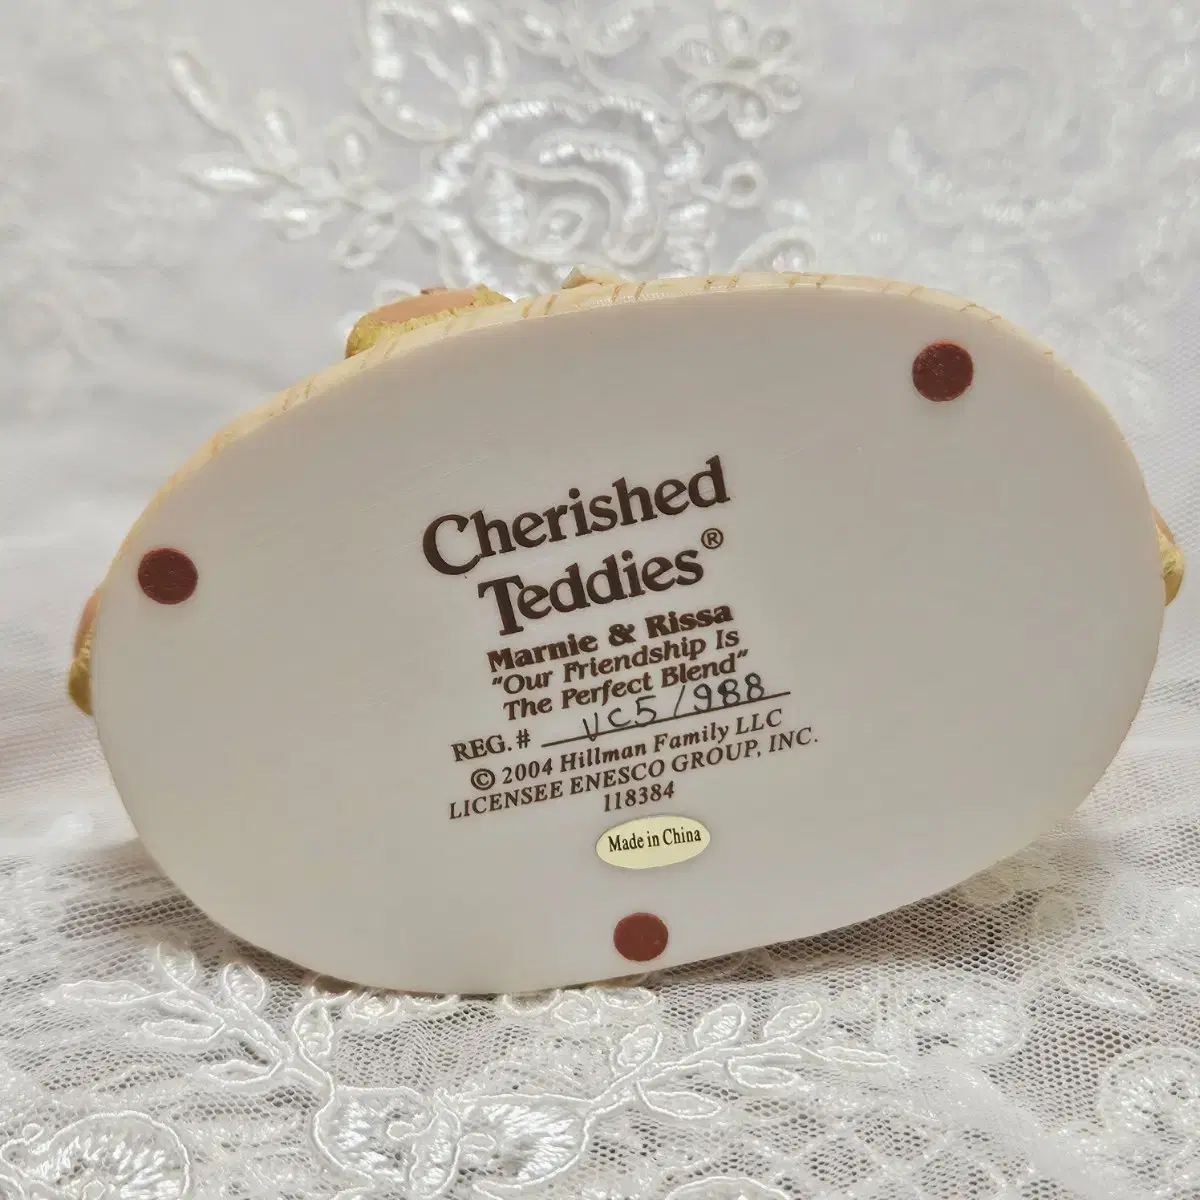 Cherished
Teddies®
Marnie & Rissa
"Our Friendship Is
The Perfect Blend"
REG. # VC5/988
© 2004 Hillman Family LLC
LICENSEE ENESCO GROUP, INC.
118384
Made in China